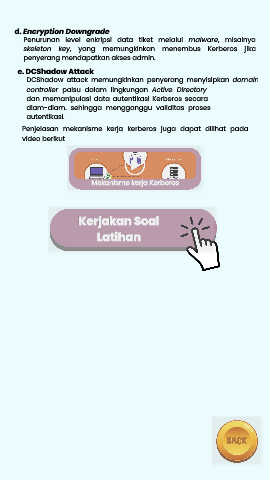 d. Encryption Downgrade
Penurunan level enkripsi data tiket melalui malware, misalnya
skeleton key, yang memungkinkan menembus Kerberos jika
penyerang mendapatkan akses admin.
e. DCShadow Attack
DCShadow attack memungkinkan penyerang menyisipkan domain
controller palsu dalam lingkungan Active Directory
dan memanipulasi data autentikasi Kerberos secara
diam-diam. sehingga mengganggu validitas proses
autentikasi.
Penjelasan mekanisme kerja kerberos juga dapat dilihat pada
video berikut
Mekanisme kerja Kerberos
Kerjakan Soal
Latihan
BACK